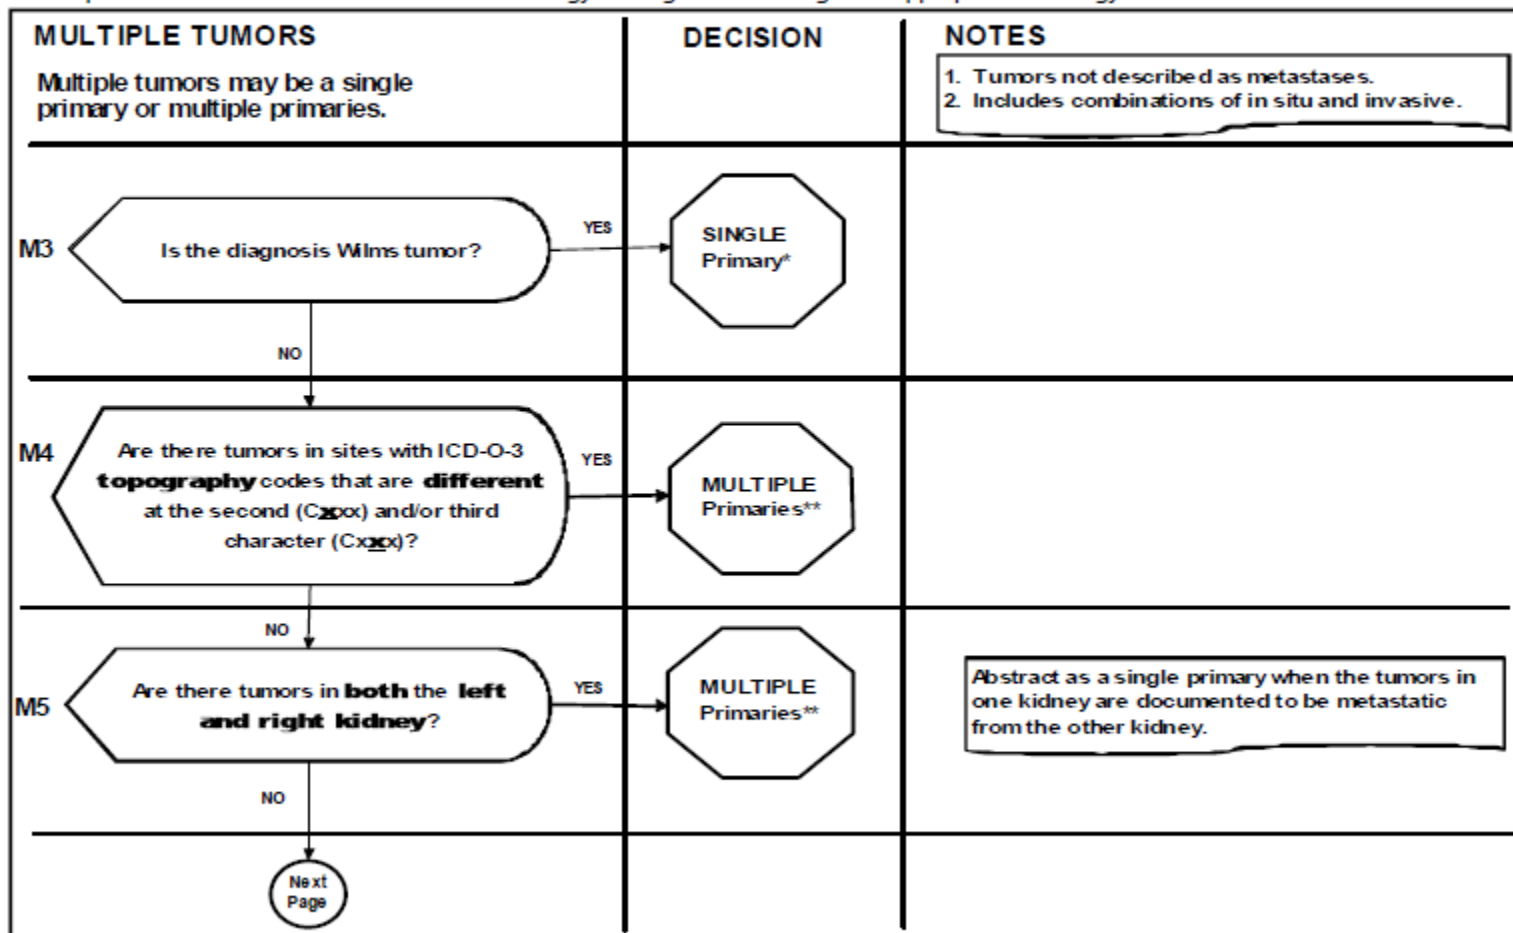 MULTIPLE TUMORS
DECISION
NOTES
Multiple tumors may be a single
primary or multiple primaries.
1. Tumors not described as metastases.
2. Includes combinations of in situ and invasive.
M3
Is the diagnosis Wilms tumor?
YES
SINGLE
Primary*
NO
M4
Are there tumors in sites with ICD-O-3
topography codes that are different
at the second (Cxxx) and/or third
character (Cxxx)?
YES
MULTIPLE
Primaries**
NO
M5
Are there tumors in both the left
and right kidney?
YES
MULTIPLE
Primaries**
Abstract as a single primary when the tumors in
one kidney are documented to be metastatic
from the other kidney.
NO
Next
Page